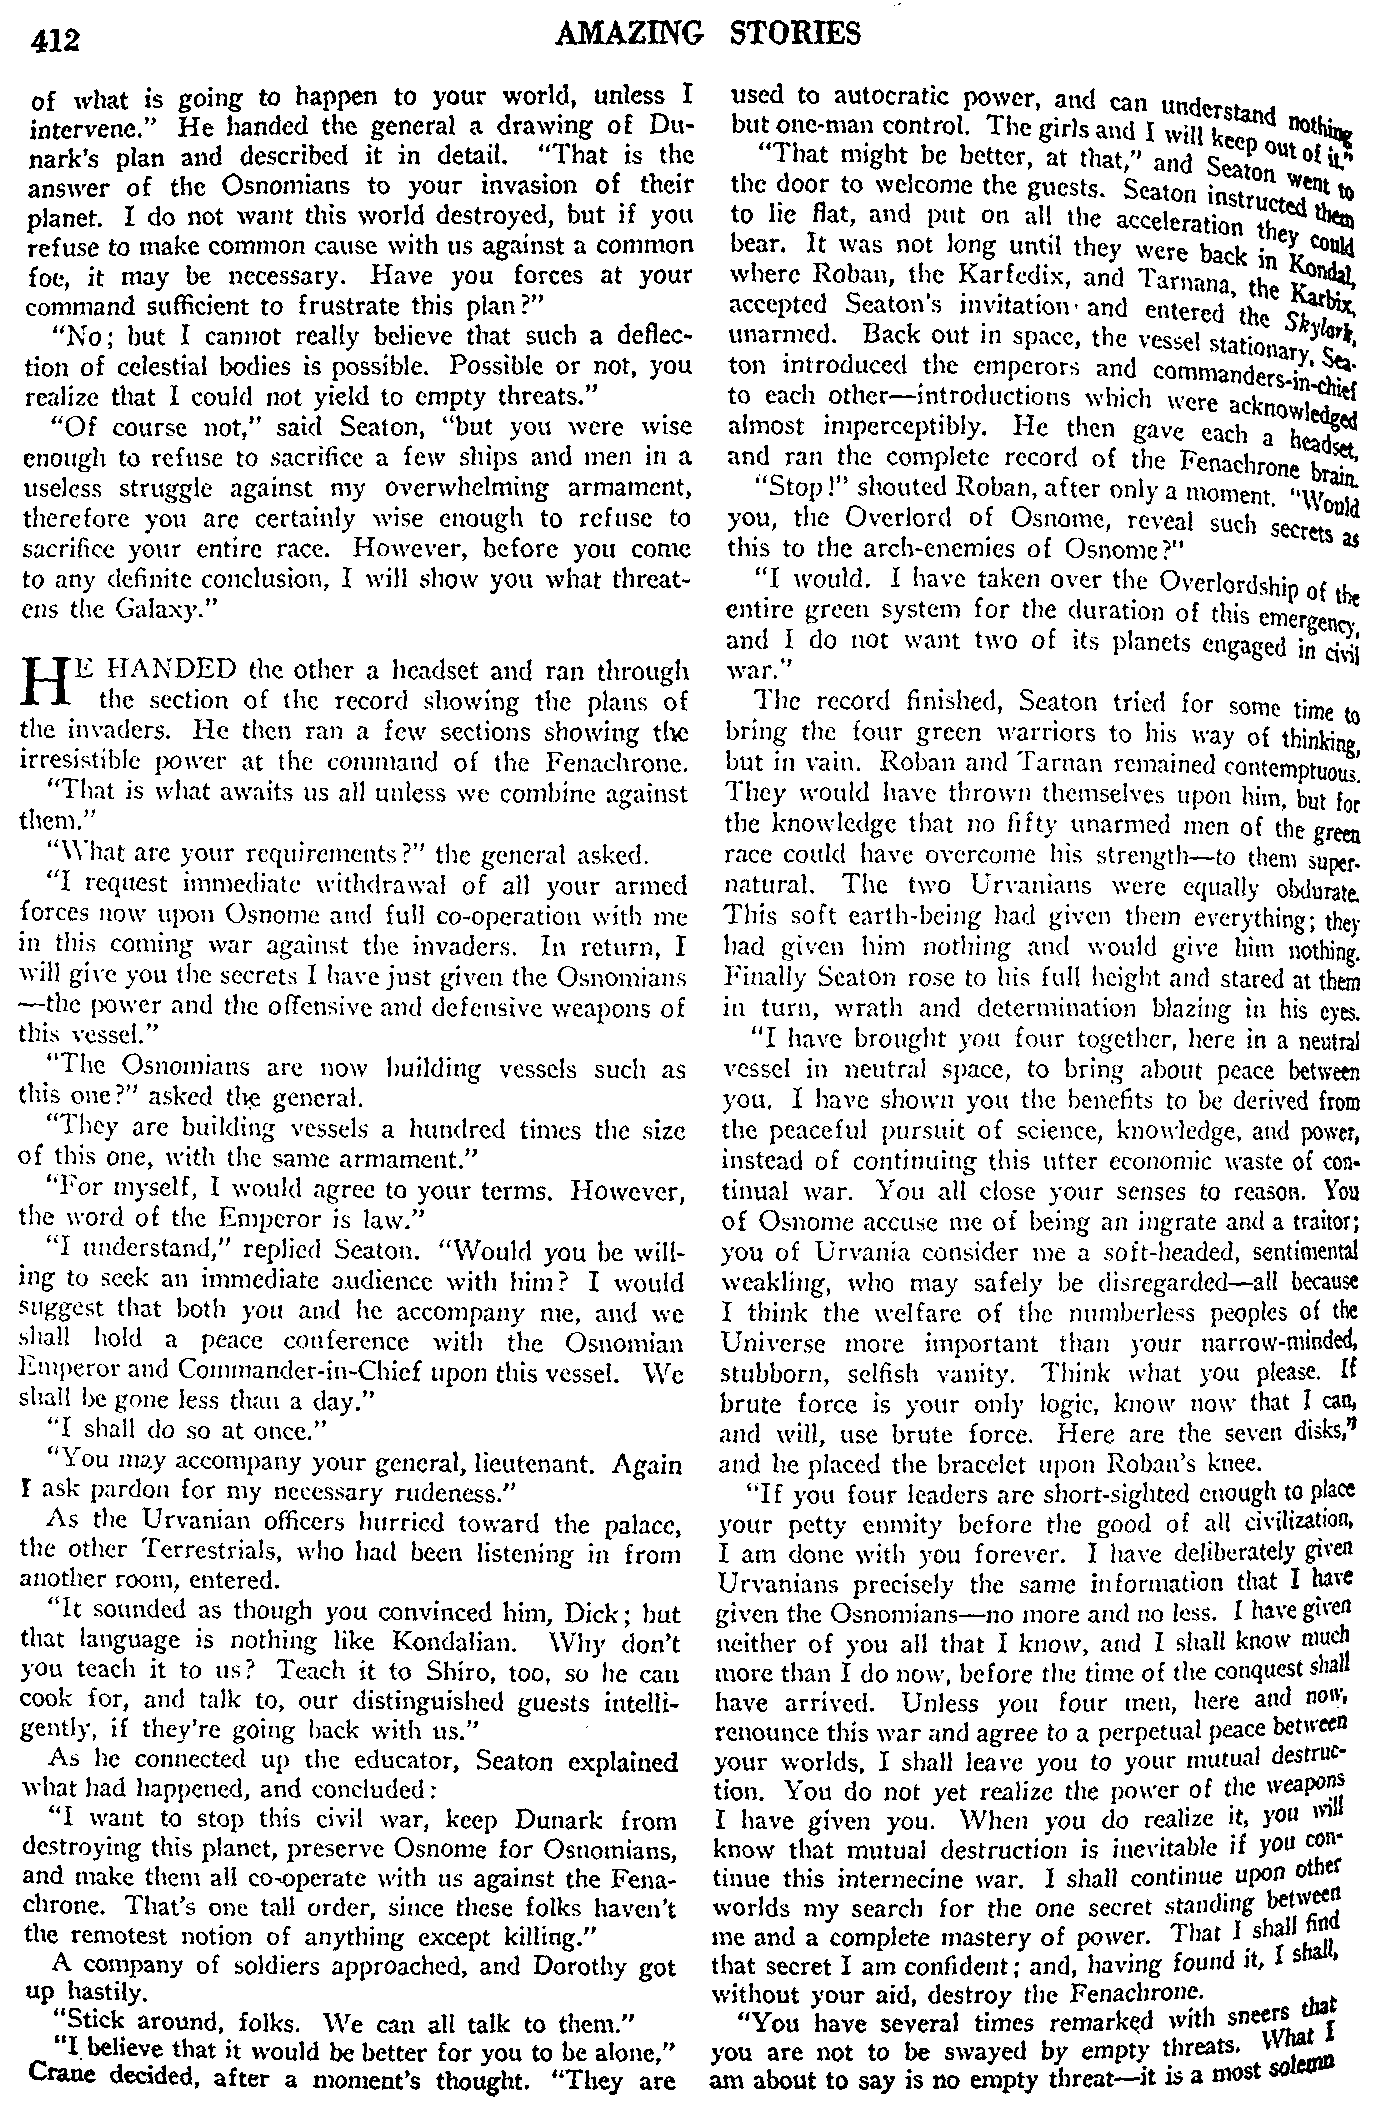 412
AMAZING STORIES
of what is going to happen to your world, unless I
intervene." He handed the general a drawing of Du-
nark's plan and described it in detail. "That is the
answer of the Osnomians to your invasion of their
planet. I do not want this world destroyed, but if you
refuse to make common cause with us against a common
foe, it may be necessary. Have you forces at your
command sufficient to frustrate this plan?"
"No; but I cannot really believe that such a deflec-
tion of celestial bodies is possible. Possible or not, you
realize that I could not yield to empty threats."
"Of course not," said Seaton, "but you were wise
enough to refuse to sacrifice a few ships and men in a
useless struggle against my overwhelming armament,
therefore you are certainly wise enough to refuse to
sacrifice your entire race. However, before you come
to any definite conclusion, I will show you what threat-
ens the Galaxy."
HE HANDED the other a headset and ran through
the section of the record showing the plans of
the invaders. He then ran a few sections showing the
irresistible power at the command of the Fenachrone.
"That is what awaits us all unless we combine against
them."
"What are your requirements?" the general asked.
"I request immediate withdrawal of all your armed
forces now upon Osnome and full co-operation with me
in this coming war against the invaders. In return, I
will give you the secrets I have just given the Osnomians
—the power and the offensive and defensive weapons of
this vessel."
"The Osnomians are now building vessels such as
this one?" asked the general.
"They are building vessels a hundred times the size
of this one, with the same armament."
"For myself, I would agree to your terms. However,
the word of the Emperor is law."
"I understand," replied Seaton. "Would you be will-
ing to seek an immediate audience with him? I would
suggest that both you and he accompany me, and we
shall hold a peace conference with the Osnomian
Emperor and Commander-in-Chief upon this vessel. We
shall be gone less than a day."
"I shall do so at once."
"You may accompany your general, lieutenant. Again
I ask pardon for my necessary rudeness."
As the Urvanian officers hurried toward the palace,
the other Terrestrials, who had been listening in from
another room, entered.
"It sounded as though you convinced him, Dick; but
that language is nothing like Kondalian. Why don't
you teach it to us? Teach it to Shiro, too, so he can
cook for, and talk to, our distinguished guests intelli-
gently, if they're going back with us."
As he connected up the educator, Seaton explained
what had happened, and concluded:
"I want to stop this civil war, keep Dunark from
destroying this planet, preserve Osnome for Osnomians,
and make them all co-operate with us against the Fena-
chrone. That's one tall order, since these folks haven't
the remotest notion of anything except killing."
A company of soldiers approached, and Dorothy got
up hastily.
"Stick around, folks. We can all talk to them."
"I believe that it would be better for you to be alone,"
Crane decided, after a moment's thought. "They are
used to autocratic power, and can understand nothing
but one-man control. The girls and I will keep out of it."
"That might be better, at that," and Seaton went to
the door to welcome the guests. Seaton instructed them
to lie flat, and put on all the acceleration they could
bear. It was not long until they were back in Kondal,
where Roban, the Karfedix, and Tarnana, the Karbix,
accepted Seaton's invitation and entered the Skylark,
unarmed. Back out in space, the vessel stationary, Sea-
ton introduced the emperors and commanders-in-chief
to each other—introductions which were acknowledged
almost imperceptibly. He then gave each a headset,
and ran the complete record of the Fenachrone brain.
"Stop!" shouted Roban, after only a moment. "Would
you, the Overlord of Osnome, reveal such secrets as
this to the arch-enemies of Osnome?"
"I would. I have taken over the Overlordship of the
entire green system for the duration of this emergency,
and I do not want two of its planets engaged in civil
war."
The record finished, Seaton tried for some time to
bring the four green warriors to his way of thinking,
but in vain. Roban and Tarnan remained contemptuous.
They would have thrown themselves upon him, but for
the knowledge that no fifty unarmed men of the green
race could have overcome his strength—to them super-
natural. The two Urvanians were equally obdurate.
This soft earth-being had given them everything; they
had given him nothing and would give him nothing.
Finally Seaton rose to his full height and stared at them
in turn, wrath and determination blazing in his eyes.
"I have brought you four together, here in a neutral
vessel in neutral space, to bring about peace between
you. I have shown you the benefits to be derived from
the peaceful pursuit of science, knowledge, and power,
instead of continuing this utter economic waste of con-
tinual war. You all close your senses to reason. You
of Osnome accuse me of being an ingrate and a traitor;
you of Urvania consider me a soft-headed, sentimental
weakling, who may safely be disregarded—all because
I think the welfare of the numberless peoples of the
Universe more important than your narrow-minded,
stubborn, selfish vanity. Think what you please. If
brute force is your only logic, know now that I can,
and will, use brute force. Here are the seven disks,"
and he placed the bracelet upon Roban's knee.
"If you four leaders are short-sighted enough to place
your petty enmity before the good of all civilization,
I am done with you forever. I have deliberately given
Urvanians precisely the same information that I have
given the Osnomians—no more and no less. I have given
neither of you all that I know, and I shall know much
more than I do now, before the time of the conquest shall
have arrived. Unless you four men, here and now,
renounce this war and agree to a perpetual peace between
your worlds, I shall leave you to your mutual destruc-
tion. You do not yet realize the power of the weapons
I have given you. When you do realize it, you will
know that mutual destruction is inevitable if you con-
tinue this internecine war. I shall continue upon other
worlds my search for the one secret standing between
me and a complete mastery of power. That I shall find
that secret I am confident; and, having found it, I shall,
without your aid, destroy the Fenachrone.
"You have several times remarked with sneers that
you are not to be swayed by empty threats. What I
am about to say is no empty threat—it is a most solemn